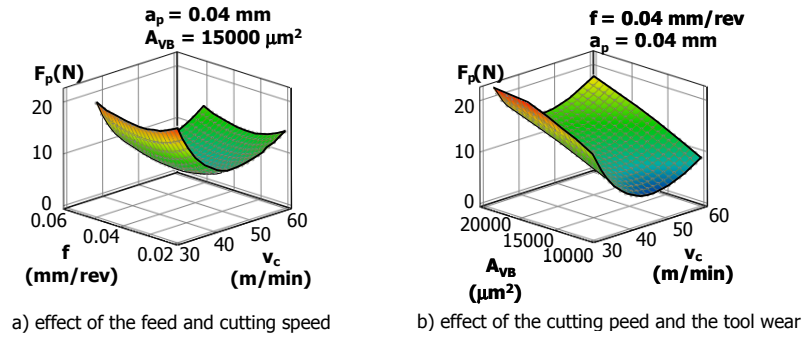 aₚ = 0.04 mm
A_VB = 15000 µm²
Fₚ(N)
20
10
0
0.06
0.04
0.02
f
(mm/rev)
30
40
50
60
v_c
(m/min)
a) effect of the feed and cutting speed
f = 0.04 mm/rev
aₚ = 0.04 mm
Fₚ(N)
20
10
0
20000
15000
10000
A_VB
(µm²)
30
40
50
60
v_c
(m/min)
b) effect of the cutting peed and the tool wear